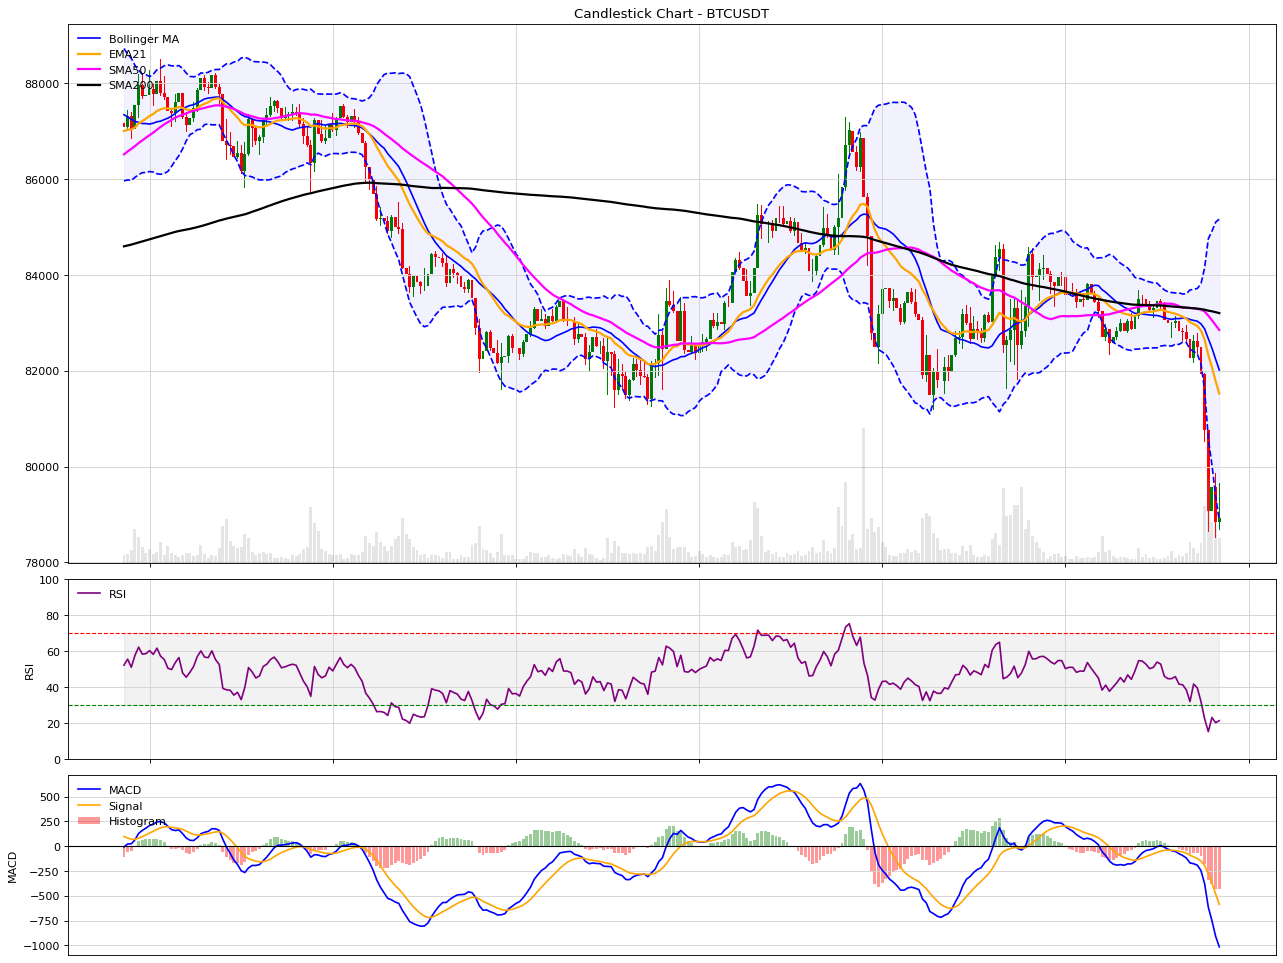 Candlestick Chart - BTCUSDT
Bollinger MA
EMA21
SMA50
SMA200
88000
86000
84000
82000
80000
78000
RSI
RSI
100
80
60
40
20
0
MACD
Signal
Histogram
MACD
500
250
0
−250
−500
−750
−1000